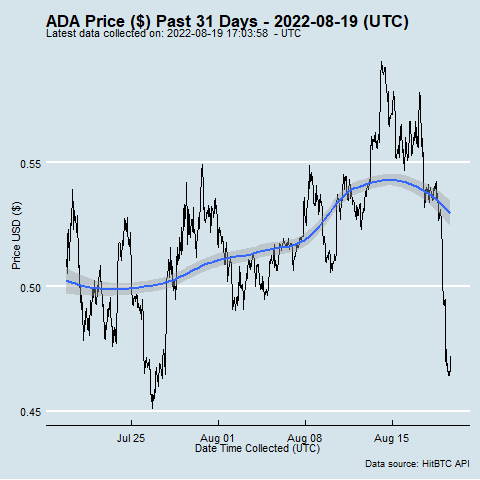 ADA Price ($) Past 31 Days - 2022-08-19 (UTC)
Latest data collected on: 2022-08-19 17:03:58 - UTC
Price USD ($)
0.55
0.50
0.45
Jul 25
Aug 01
Aug 08
Aug 15
Date Time Collected (UTC)
Data source: HitBTC API